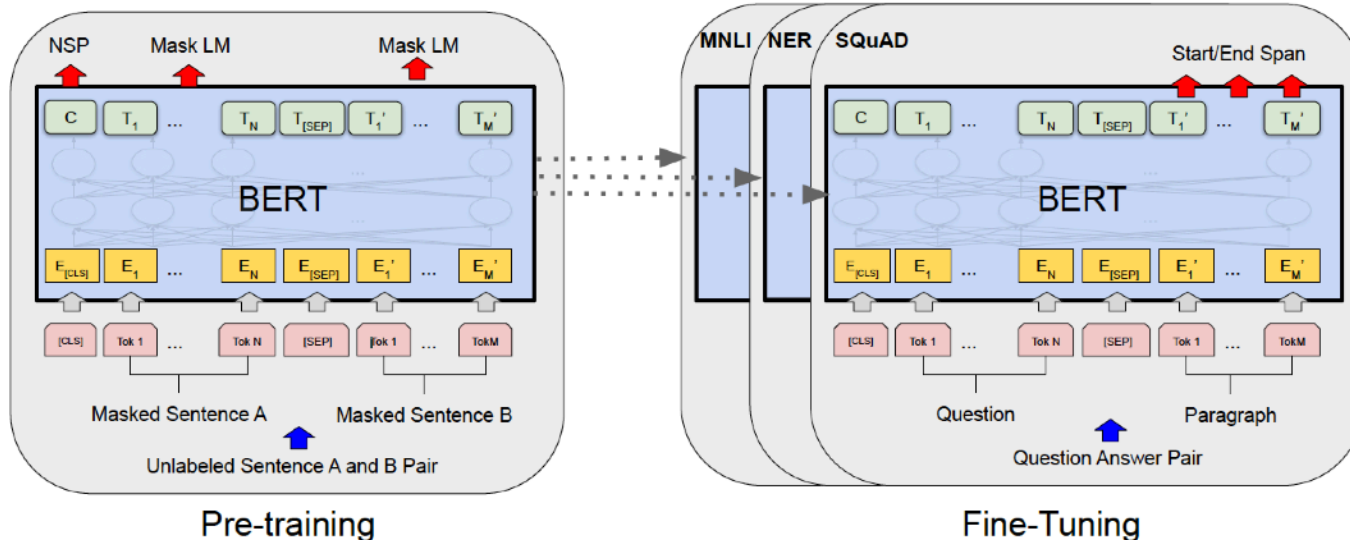 NSP Mask LM Mask LM
C T1 ... TN T[SEP] T1' ... TM'
...
BERT
...
E[CLS] E1 ... EN E[SEP] E1' ... EM'
[CLS] Tok 1 ... Tok N [SEP] Tok 1 ... TokM
Masked Sentence A Masked Sentence B
Unlabeled Sentence A and B Pair
Pre-training
MNLI NER SQuAD
Start/End Span
C T1 ... TN T[SEP] T1' ... TM'
...
BERT
...
E[CLS] E1 ... EN E[SEP] E1' ... EM'
[CLS] Tok 1 ... Tok N [SEP] Tok 1 ... TokM
Question Paragraph
Question Answer Pair
Fine-Tuning